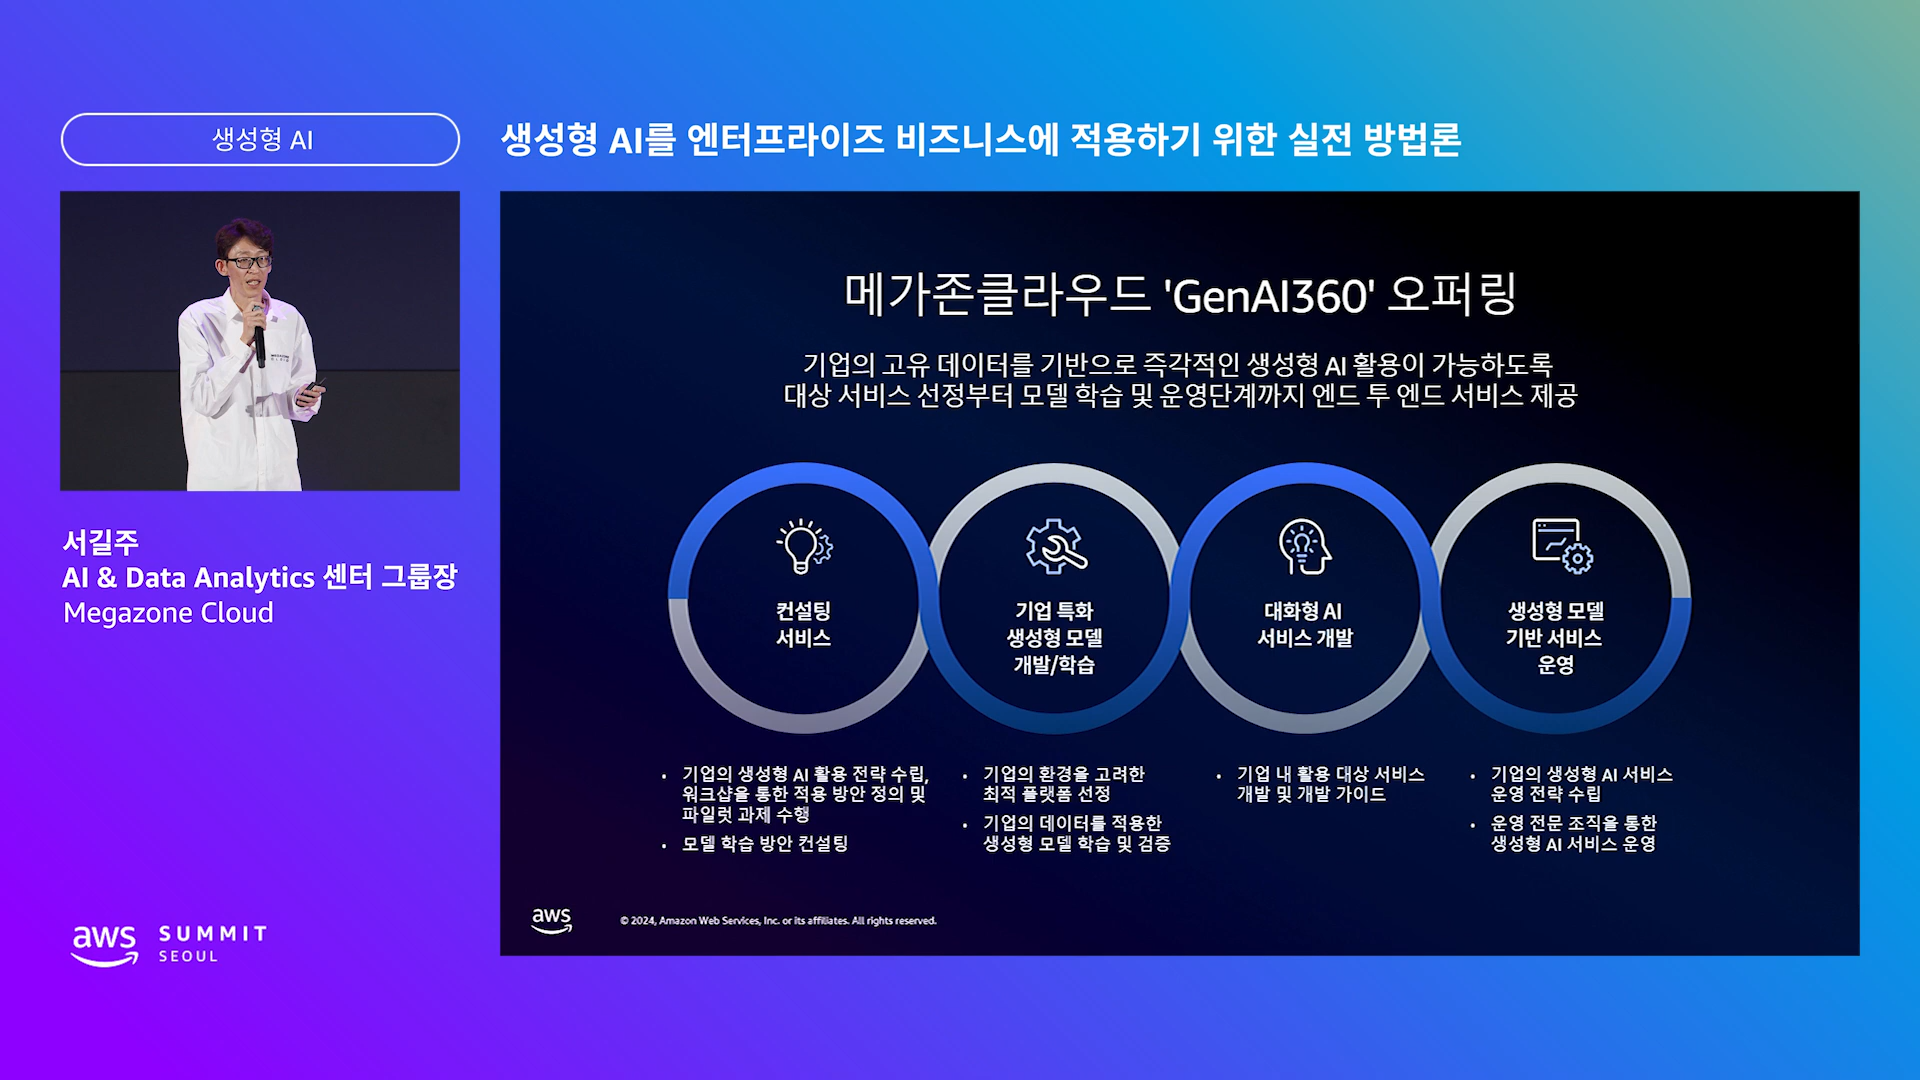 생성형 AI
생성형 AI를 엔터프라이즈 비즈니스에 적용하기 위한 실전 방법론
서길주
AI & Data Analytics 센터 그룹장
Megazone Cloud
aws SUMMIT
SEOUL
메가존클라우드 'GenAI360' 오퍼링
기업의 고유 데이터를 기반으로 즉각적인 생성형 AI 활용이 가능하도록
대상 서비스 선정부터 모델 학습 및 운영단계까지 엔드 투 엔드 서비스 제공
컨설팅
서비스
기업 특화
생성형 모델
개발/학습
대화형 AI
서비스 개발
생성형 모델
기반 서비스
운영
• 기업의 생성형 AI 활용 전략 수립,
워크샵을 통한 적용 방안 정의 및
파일럿 과제 수행
• 모델 학습 방안 컨설팅
• 기업의 환경을 고려한
최적 플랫폼 선정
• 기업의 데이터를 적용한
생성형 모델 학습 및 검증
• 기업 내 활용 대상 서비스
개발 및 개발 가이드
• 기업의 생성형 AI 서비스
운영 전략 수립
• 운영 전문 조직을 통한
생성형 AI 서비스 운영
aws
© 2024, Amazon Web Services, Inc. or its affiliates. All rights reserved.